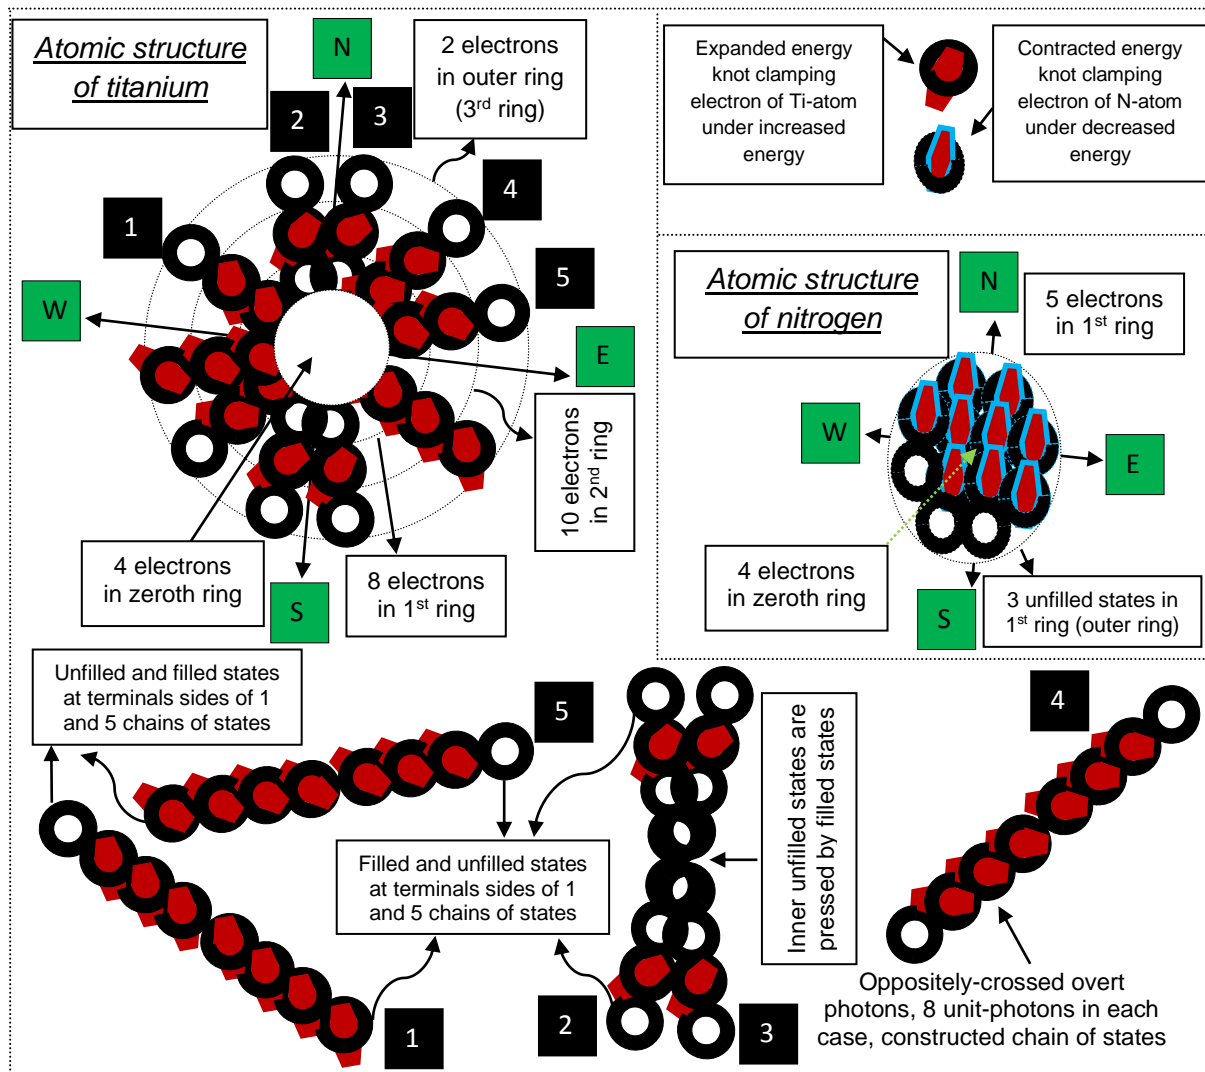 Atomic structure
of titanium
N
2 electrons
in outer ring
(3rd ring)
2
3
4
1
5
W
E
10 electrons
in 2nd ring
4 electrons
in zeroth ring
8 electrons
in 1st ring
S
Expanded energy
knot clamping
electron of Ti-atom
under increased
energy
Contracted energy
knot clamping
electron of N-atom
under decreased
energy
Atomic structure
of nitrogen
N
5 electrons
in 1st ring
W
E
4 electrons
in zeroth ring
S
3 unfilled states in
1st ring (outer ring)
Unfilled and filled states
at terminals sides of 1
and 5 chains of states
5
Filled and unfilled states
at terminals sides of 1
and 5 chains of states
1
2
3
Inner unfilled states are
pressed by filled states
4
Oppositely-crossed overt
photons, 8 unit-photons in each
case, constructed chain of states